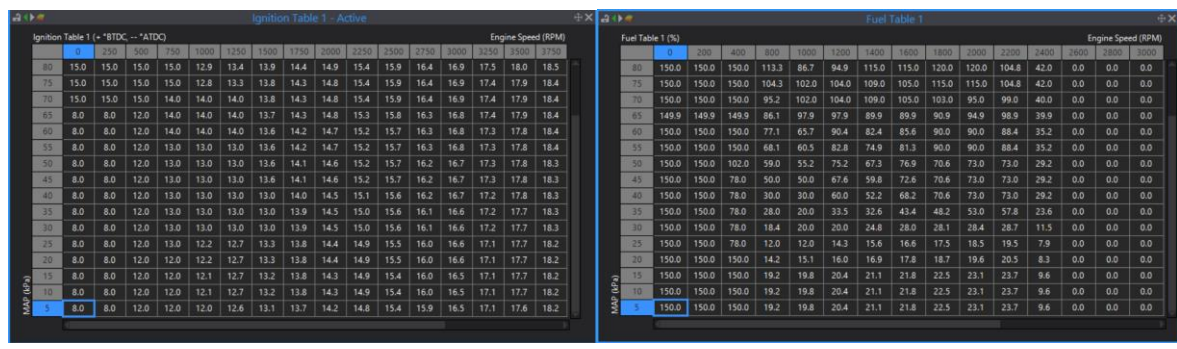 Ignition Table 1 - Active
Ignition Table 1 (+ °BTDC, -- °ATDC) Engine Speed (RPM)
0 250 500 750 1000 1250 1500 1750 2000 2250 2500 2750 3000 3250 3500 3750
80 15.0 15.0 15.0 15.0 12.9 13.4 13.9 14.4 14.9 15.4 15.9 16.4 16.9 17.5 18.0 18.5
75 15.0 15.0 15.0 15.0 12.8 13.3 13.8 14.3 14.8 15.4 15.9 16.4 16.9 17.4 17.9 18.4
70 15.0 15.0 15.0 14.0 14.0 14.0 13.8 14.3 14.8 15.4 15.9 16.4 16.9 17.4 17.9 18.4
65 8.0 8.0 12.0 14.0 14.0 14.0 13.7 14.3 14.8 15.3 15.8 16.3 16.8 17.4 17.9 18.4
60 8.0 8.0 12.0 14.0 14.0 14.0 13.6 14.2 14.7 15.2 15.7 16.3 16.8 17.3 17.8 18.4
55 8.0 8.0 12.0 13.0 13.0 13.0 13.6 14.2 14.7 15.2 15.7 16.3 16.8 17.3 17.8 18.4
50 8.0 8.0 12.0 13.0 13.0 13.0 13.6 14.1 14.6 15.2 15.7 16.2 16.7 17.3 17.8 18.3
45 8.0 8.0 12.0 13.0 13.0 13.0 13.6 14.1 14.6 15.2 15.7 16.2 16.7 17.3 17.8 18.3
40 8.0 8.0 12.0 13.0 13.0 13.0 14.0 14.5 15.1 15.6 16.2 16.7 17.2 17.8 18.3
35 8.0 8.0 12.0 13.0 13.0 13.0 13.9 14.5 15.0 15.6 16.1 16.6 17.2 17.7 18.3
30 8.0 8.0 12.0 13.0 13.0 13.0 13.9 14.5 15.0 15.6 16.1 16.6 17.2 17.7 18.3
25 8.0 8.0 12.0 13.0 12.2 12.7 13.3 13.8 14.4 14.9 15.5 16.0 16.6 17.1 17.7 18.2
20 8.0 8.0 12.0 12.0 12.2 12.7 13.3 13.8 14.4 14.9 15.5 16.0 16.6 17.1 17.7 18.2
15 8.0 8.0 12.0 12.0 12.1 12.7 13.2 13.8 14.3 14.9 15.4 16.0 16.5 17.1 17.7 18.2
10 8.0 8.0 12.0 12.0 12.1 12.7 13.2 13.8 14.3 14.9 15.4 16.0 16.5 17.1 17.7 18.2
5 8.0 8.0 12.0 12.0 12.0 12.6 13.1 13.7 14.2 14.8 15.4 15.9 16.5 17.1 17.6 18.2
MAP (kPa)
Fuel Table 1
Fuel Table 1 (%) Engine Speed (RPM)
0 200 400 800 1000 1200 1400 1600 1800 2000 2200 2400 2600 2800 3000
80 150.0 150.0 150.0 113.3 86.7 94.9 115.0 115.0 120.0 120.0 104.8 42.0 0.0 0.0 0.0
75 150.0 150.0 150.0 104.3 102.0 104.0 109.0 105.0 115.0 115.0 104.8 42.0 0.0 0.0 0.0
70 150.0 150.0 150.0 95.2 102.0 104.0 109.0 105.0 103.0 95.0 99.0 40.0 0.0 0.0 0.0
65 149.9 149.9 149.9 86.1 97.9 97.9 89.9 89.9 90.9 94.9 98.9 39.9 0.0 0.0 0.0
60 150.0 150.0 150.0 77.1 65.7 90.4 82.4 85.6 90.0 90.0 88.4 35.2 0.0 0.0 0.0
55 150.0 150.0 150.0 68.1 60.5 82.8 74.9 81.3 90.0 90.0 88.4 35.2 0.0 0.0 0.0
50 150.0 150.0 102.0 59.0 55.2 75.2 67.3 76.9 70.6 73.0 73.0 29.2 0.0 0.0 0.0
45 150.0 150.0 78.0 50.0 50.0 67.6 59.8 72.6 70.6 73.0 73.0 29.2 0.0 0.0 0.0
40 150.0 150.0 78.0 30.0 30.0 60.0 52.2 68.2 70.6 73.0 73.0 29.2 0.0 0.0 0.0
35 150.0 150.0 78.0 28.0 20.0 33.5 32.6 43.4 48.2 53.0 57.8 23.6 0.0 0.0 0.0
30 150.0 150.0 78.0 18.4 20.0 20.0 24.8 28.0 28.1 28.4 28.7 11.5 0.0 0.0 0.0
25 150.0 150.0 78.0 12.0 12.0 14.3 15.6 16.6 17.5 18.5 19.5 7.9 0.0 0.0 0.0
20 150.0 150.0 150.0 14.2 15.1 16.0 16.9 17.8 18.7 19.6 20.5 8.3 0.0 0.0 0.0
15 150.0 150.0 150.0 19.2 19.8 20.4 21.1 21.8 22.5 23.1 23.7 9.6 0.0 0.0 0.0
10 150.0 150.0 150.0 19.2 19.8 20.4 21.1 21.8 22.5 23.1 23.7 9.6 0.0 0.0 0.0
5 150.0 150.0 150.0 19.2 19.8 20.4 21.1 21.8 22.5 23.1 23.7 9.6 0.0 0.0 0.0
MAP (kPa)